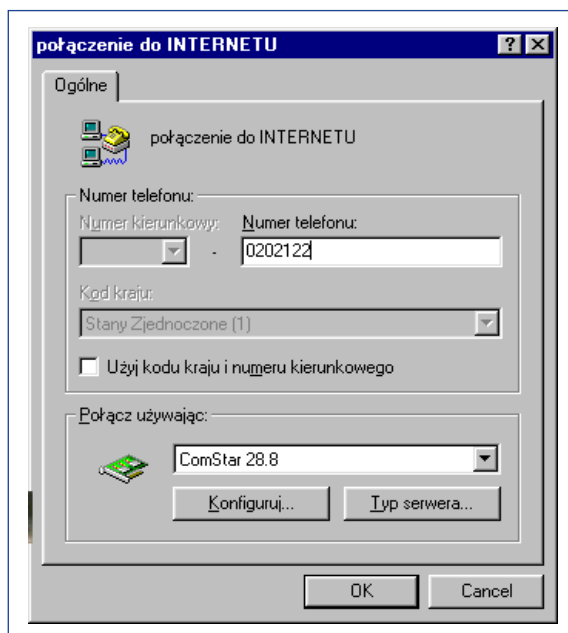 połączenie do INTERNETU
Ogólne
połączenie do INTERNETU
Numer telefonu:
Numer kierunkowy: Numer telefonu:
- 0202122
Kod kraju:
Stany Zjednoczone (1)
Użyj kodu kraju i numeru kierunkowego
Połącz używając:
ComStar 28.8
Konfiguruj... Typ serwera...
OK Cancel